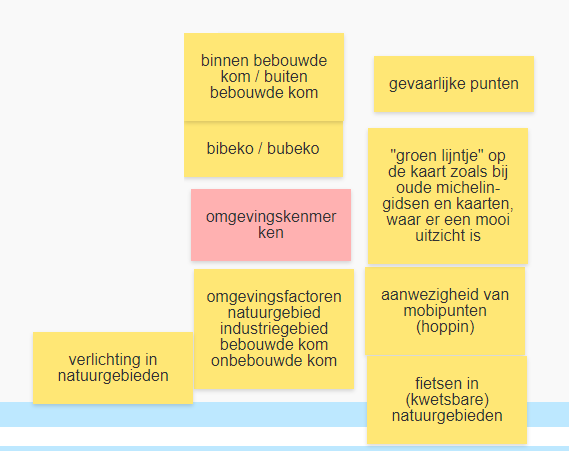 binnen bebouwde
kom / buiten
bebouwde kom
bibeko / bubeko
omgevingskenmer
ken
omgevingsfactoren
natuurgebied
industriegebied
bebouwde kom
onbebouwde kom
verlichting in
natuurgebieden
gevaarlijke punten
"groen lijntje" op
de kaart zoals bij
oude michelin-
gidsen en kaarten,
waar er een mooi
uitzicht is
aanwezigheid van
mobipunten
(hoppin)
fietsen in
(kwetsbare)
natuurgebieden